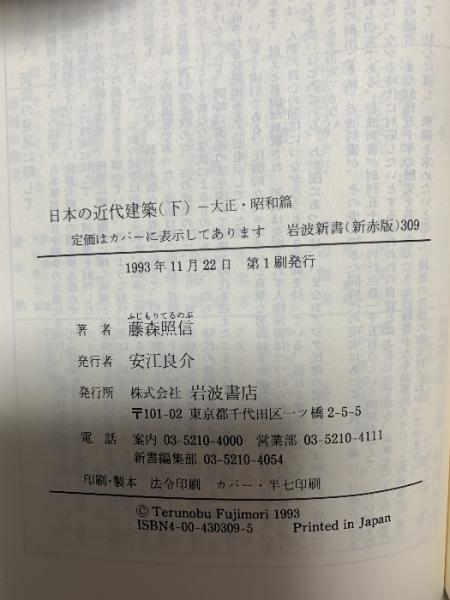 日本の近代建築(下)－大正・昭和篇
定価はカバーに表示してあります　岩波新書(新赤版)309
1993年11月22日　第1刷発行
ふじもりてるのぶ
著者　藤森照信
発行者　安江良介
発行所　株式会社 岩波書店
〒101-02 東京都千代田区一ツ橋2-5-5
電話　案内 03-5210-4000　営業部 03-5210-4111
新書編集部 03-5210-4054
印刷・製本　法令印刷　カバー・半七印刷
© Terunobu Fujimori 1993
ISBN4-00-430309-5　Printed in Japan